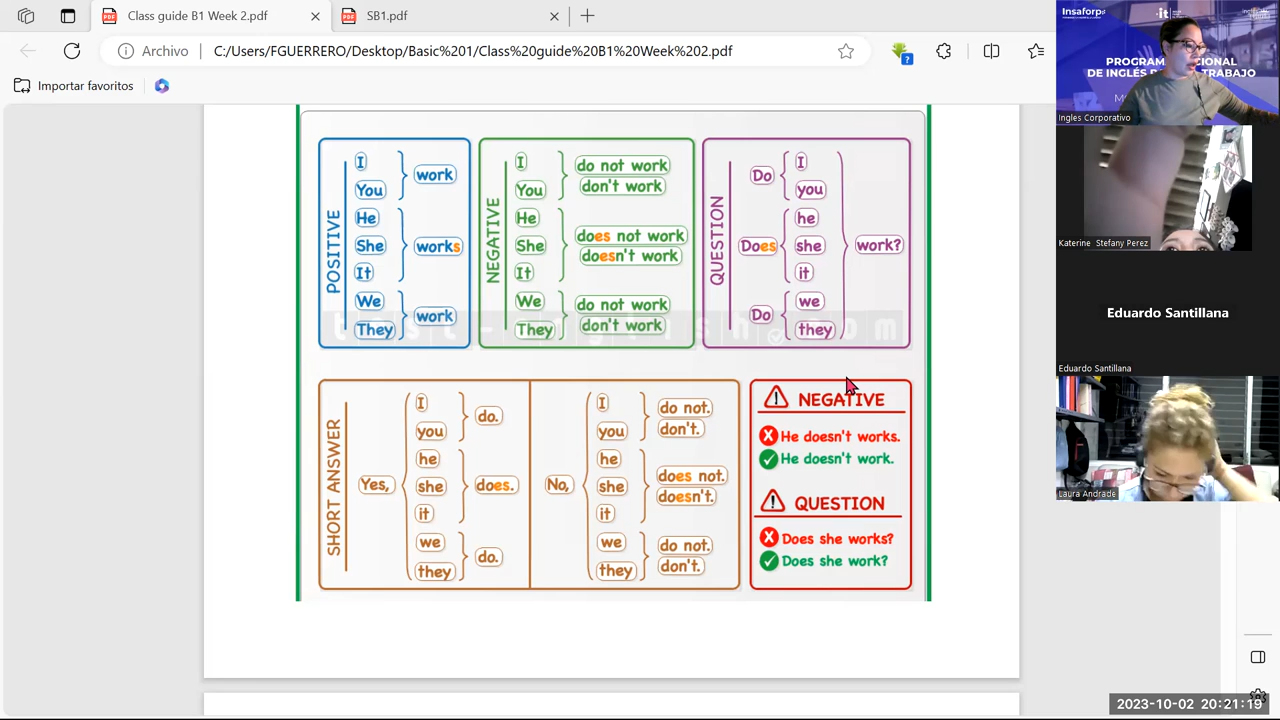 Class guide B1 Week 2.pdf
SB1.pdf
Archivo
C:/Users/FGUERRERO/Desktop/Basic%201/Class%20guide%20B1%20Week%202.pdf
Importar favoritos
POSITIVE
I
You
work
He
She
It
works
We
They
work
NEGATIVE
I
You
do not work
don't work
He
She
It
does not work
doesn't work
We
They
do not work
don't work
QUESTION
Do
I
you
Does
he
she
it
Do
we
they
work?
SHORT ANSWER
Yes,
I
you
do.
he
she
it
does.
we
they
do.
No,
I
you
do not.
don't.
he
she
it
does not.
doesn't.
we
they
do not.
don't.
NEGATIVE
He doesn't works.
He doesn't work.
QUESTION
Does she works?
Does she work?
Insaforp
Ingles Corporativo
Katerine Stefany Perez
Eduardo Santillana
Eduardo Santillana
Laura Andrade
2023-10-02 20:21:19